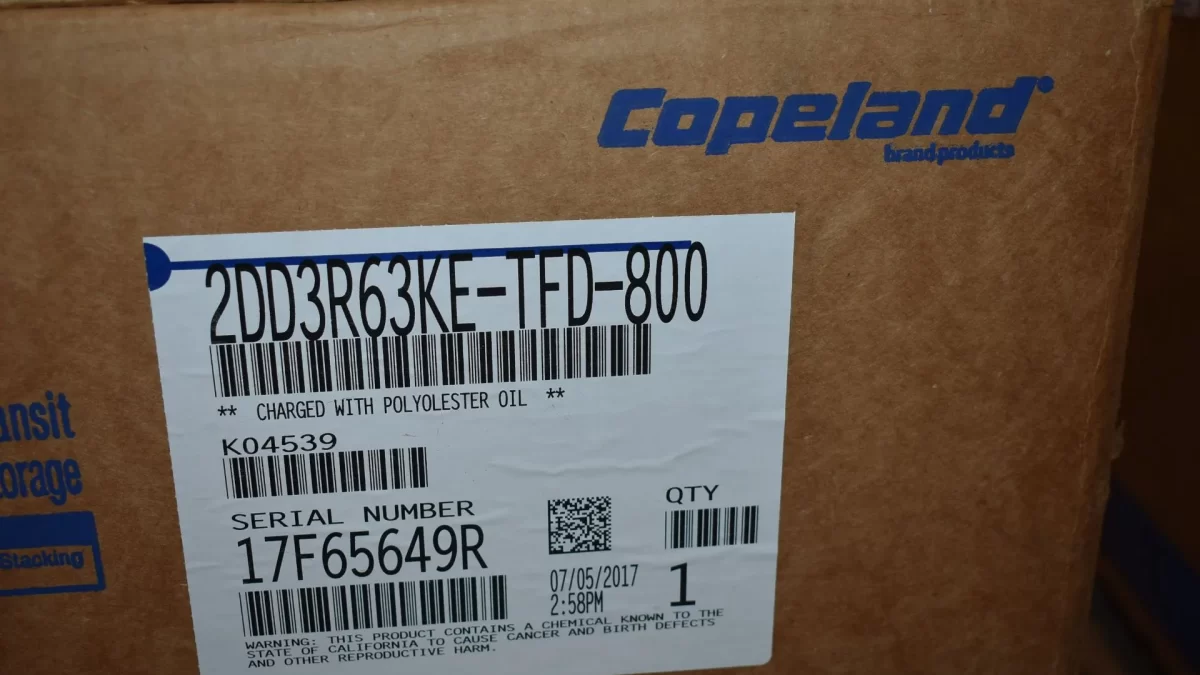 Copeland
brand products
2DD3R63KE-TFD-800
** CHARGED WITH POLYOLESTER OIL **
K04539
SERIAL NUMBER
17F65649R
07/05/2017
2:58PM
QTY
1
WARNING: THIS PRODUCT CONTAINS A CHEMICAL KNOWN TO THE
STATE OF CALIFORNIA TO CAUSE CANCER AND BIRTH DEFECTS
AND OTHER REPRODUCTIVE HARM.
ansit
orage
Stacking